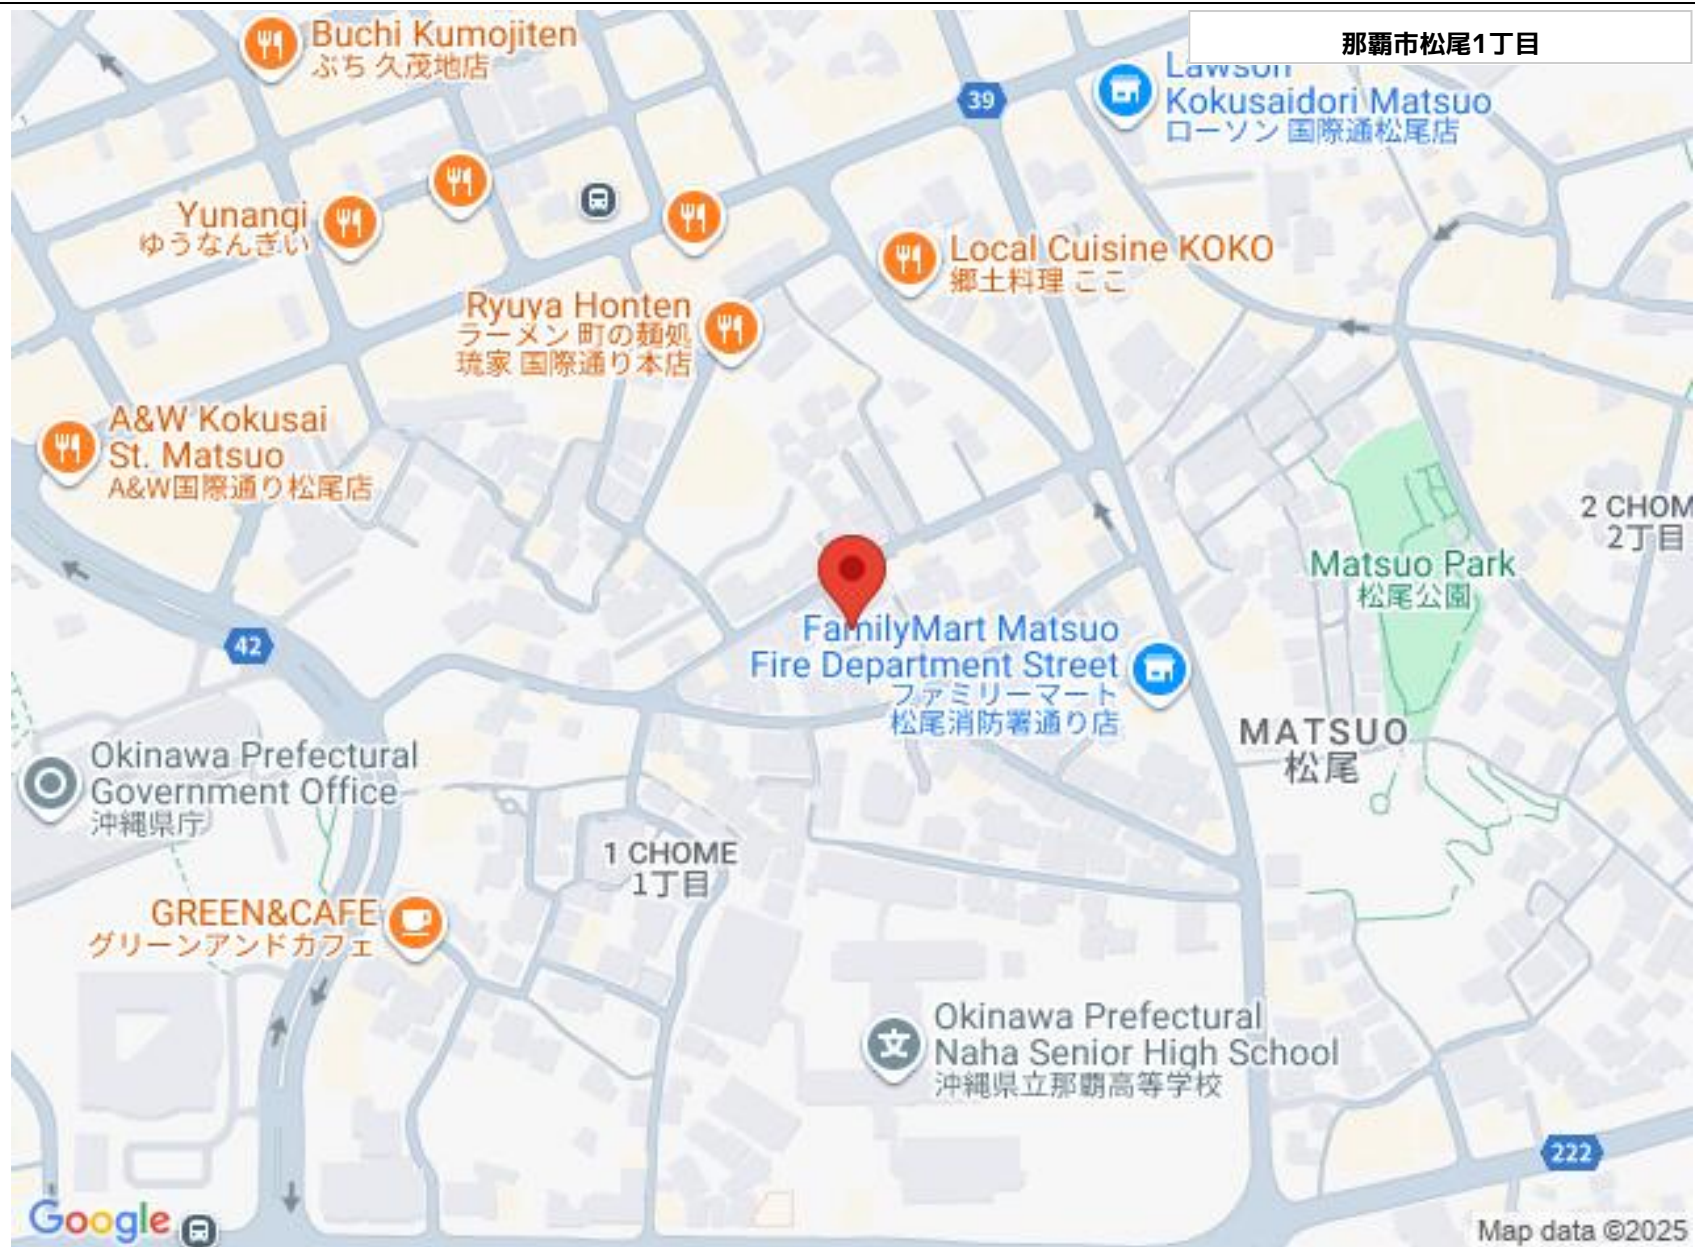 那覇市松尾1丁目
Buchi Kumojiten
ぶち 久茂地店
39
Lawson
Kokusaidori Matsuo
ローソン 国際通松尾店
Yunangi
ゆうなんぎい
Local Cuisine KOKO
郷土料理 ここ
Ryuya Honten
ラーメン 町の麺処
琉家 国際通り本店
A&W Kokusai
St. Matsuo
A&W国際通り松尾店
2 CHOM
2丁目
Matsuo Park
松尾公園
FamilyMart Matsuo
Fire Department Street
ファミリーマート
松尾消防署通り店
42
MATSUO
松尾
Okinawa Prefectural
Government Office
沖縄県庁
1 CHOME
1丁目
GREEN&CAFE
グリーンアンドカフェ
Okinawa Prefectural
Naha Senior High School
沖縄県立那覇高等学校
文
222
Google
Map data ©2025